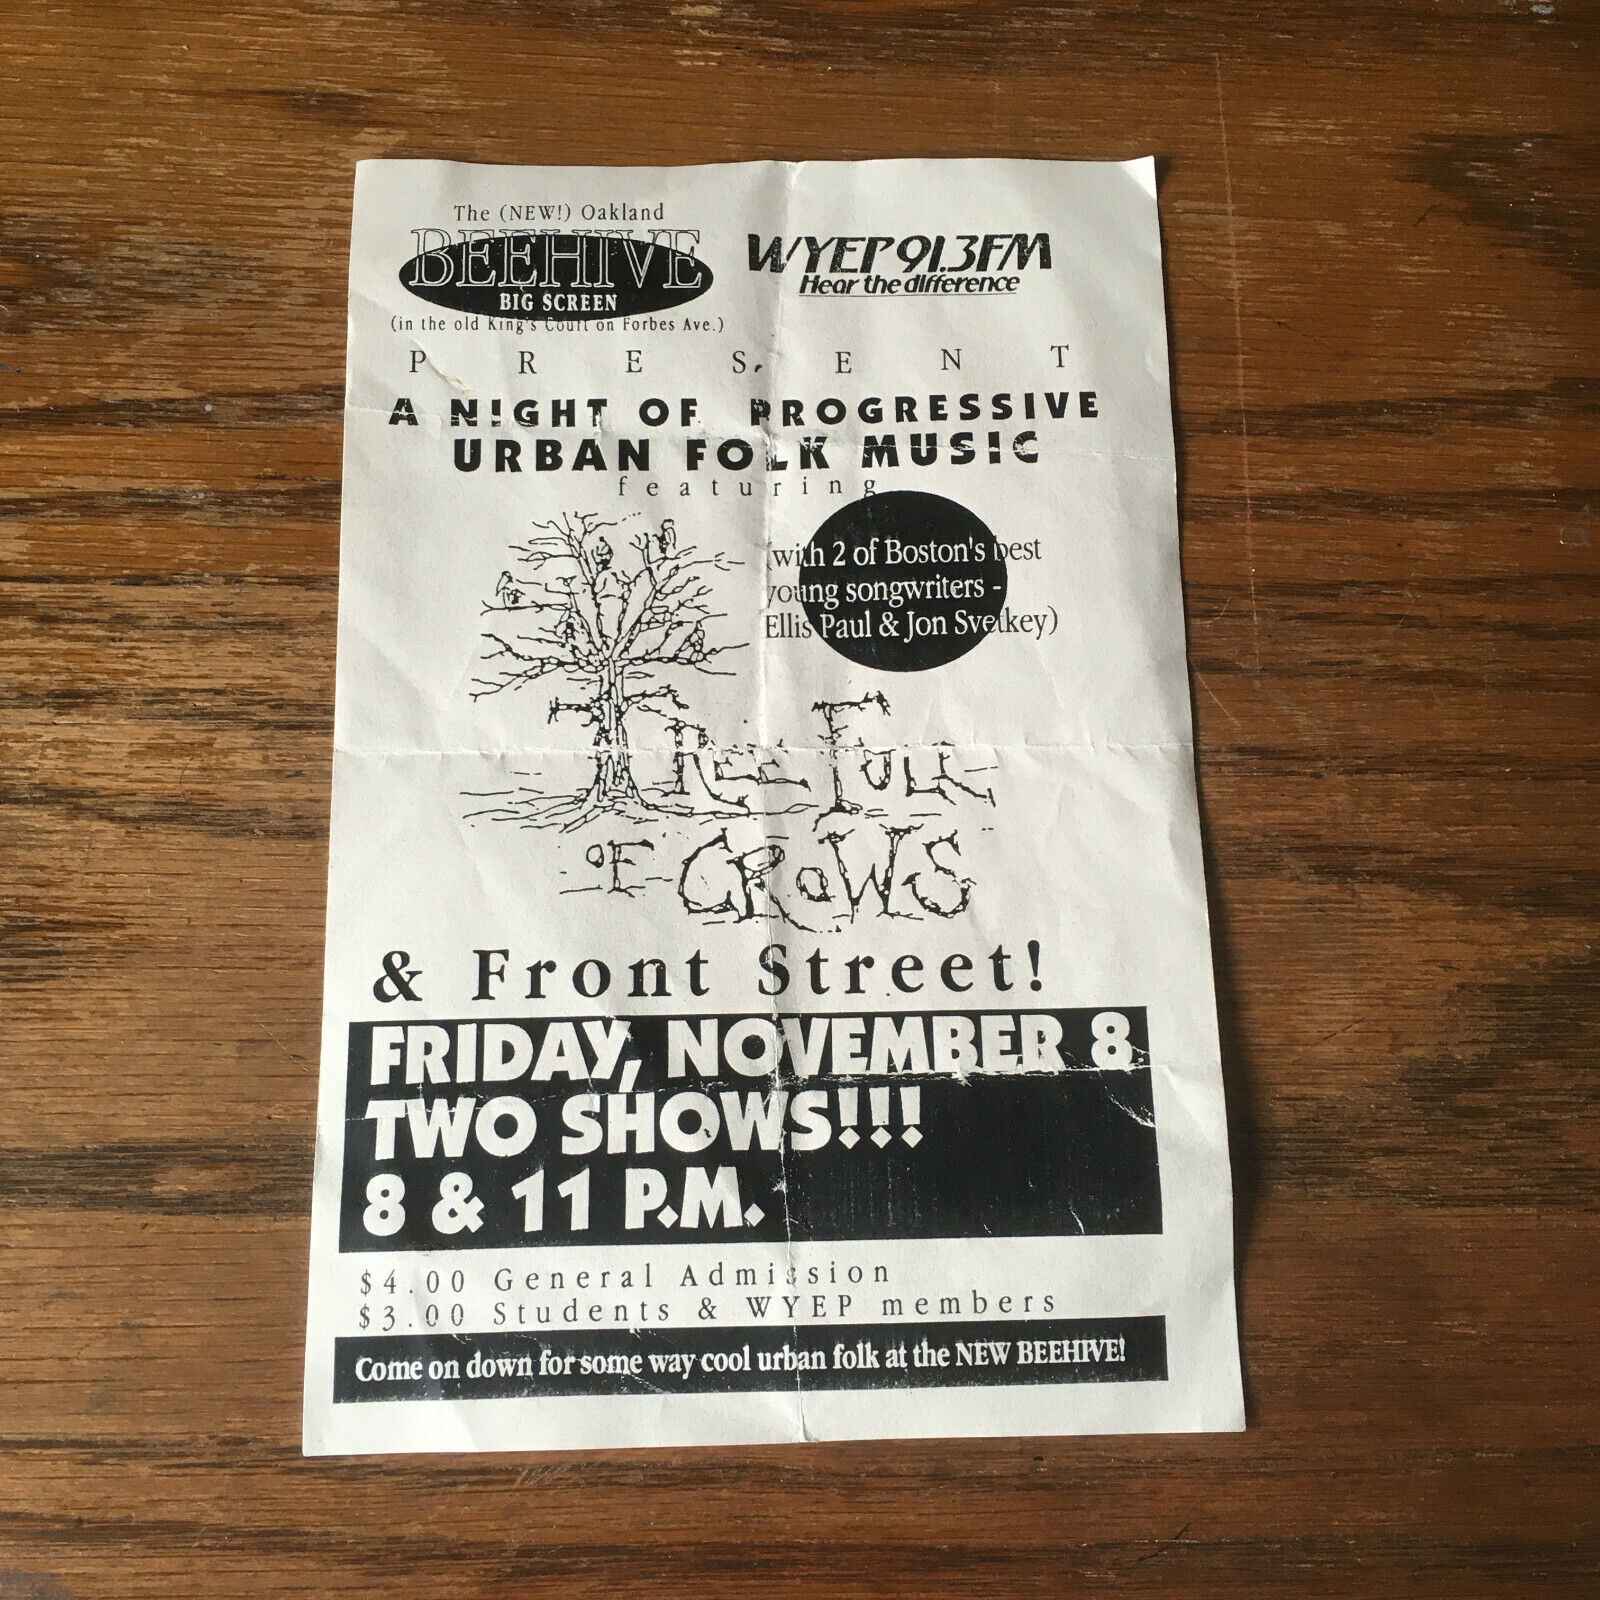 The (NEW!) Oakland
BEEHIVE
BIG SCREEN
(in the old King's Court on Forbes Ave.)
WYEP 91.3FM
Hear the difference
PRESENT
A NIGHT OF PROGRESSIVE
URBAN FOLK MUSIC
featuring
(with 2 of Boston's best
young songwriters -
Ellis Paul & Jon Svetkey)
TREE FULL
OF CROWS
& Front Street!
FRIDAY, NOVEMBER 8
TWO SHOWS!!!
8 & 11 P.M.
$4.00 General Admission
$3.00 Students & WYEP members
Come on down for some way cool urban folk at the NEW BEEHIVE!